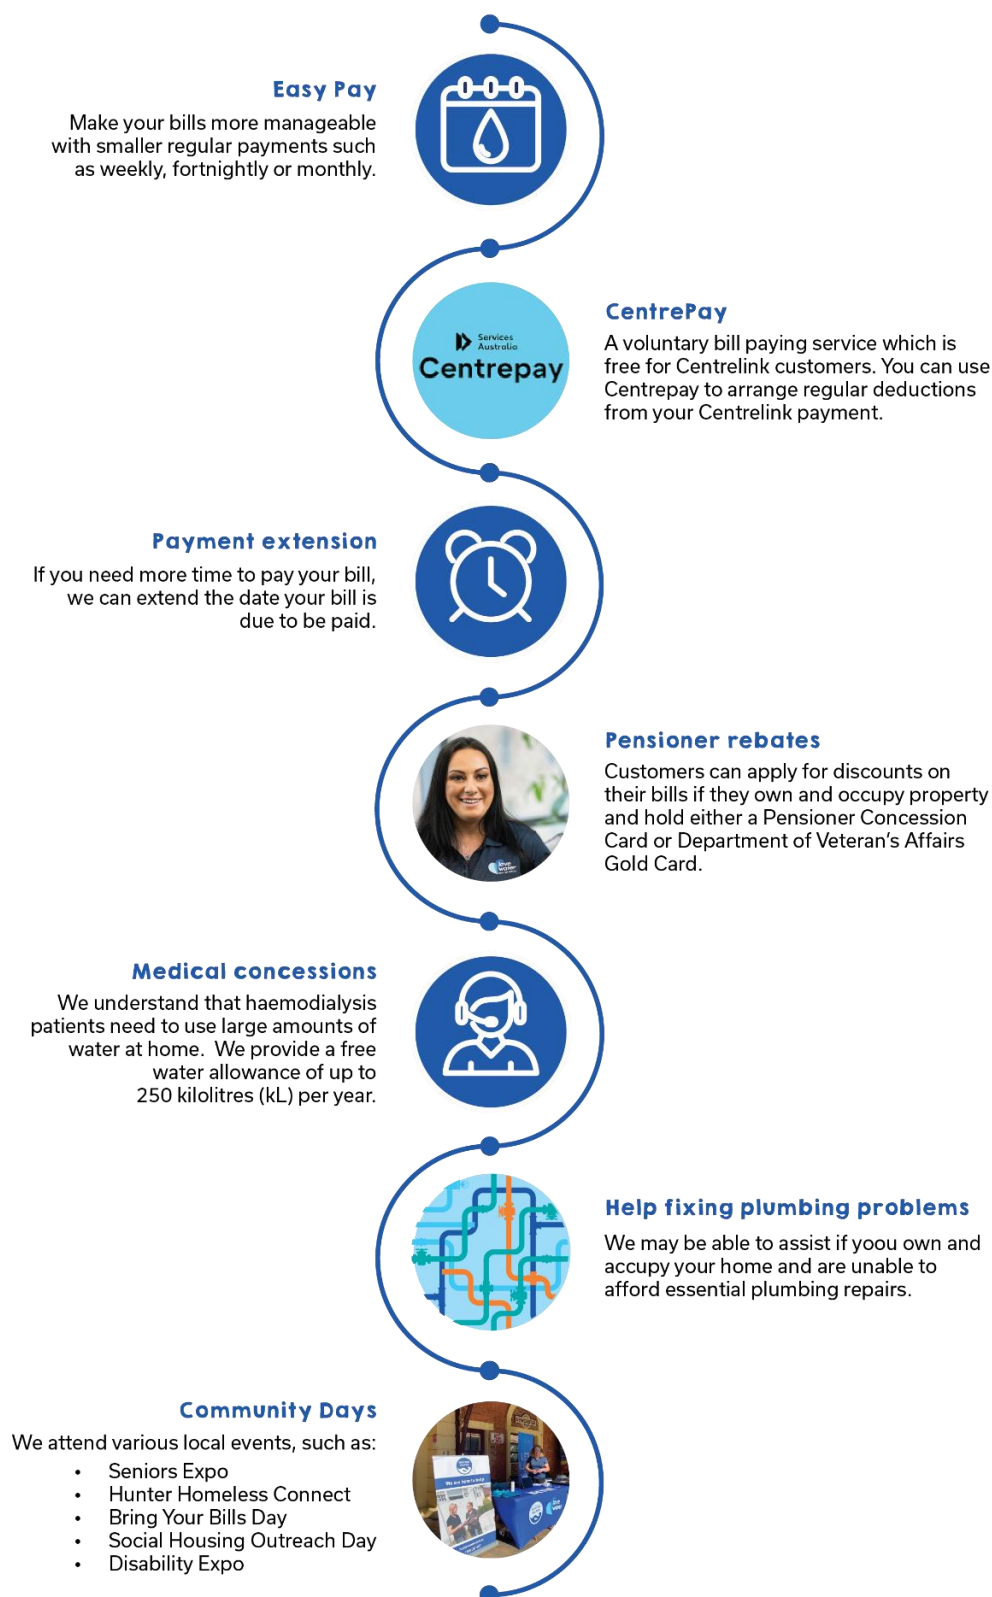 Easy Pay
Make your bills more manageable
with smaller regular payments such
as weekly, fortnightly or monthly.
Services
Australia
Centrepay
CentrePay
A voluntary bill paying service which is
free for Centrelink customers. You can use
Centrepay to arrange regular deductions
from your Centrelink payment.
Payment extension
If you need more time to pay your bill,
we can extend the date your bill is
due to be paid.
love
water
Pensioner rebates
Customers can apply for discounts on
their bills if they own and occupy property
and hold either a Pensioner Concession
Card or Department of Veteran's Affairs
Gold Card.
Medical concessions
We understand that haemodialysis
patients need to use large amounts of
water at home.  We provide a free
water allowance of up to
250 kilolitres (kL) per year.
Help fixing plumbing problems
We may be able to assist if yoou own and
accupy your home and are unable to
afford essential plumbing repairs.
Community Days
We attend various local events, such as:
• Seniors Expo
• Hunter Homeless Connect
• Bring Your Bills Day
• Social Housing Outreach Day
• Disability Expo
We are here to help
love
water